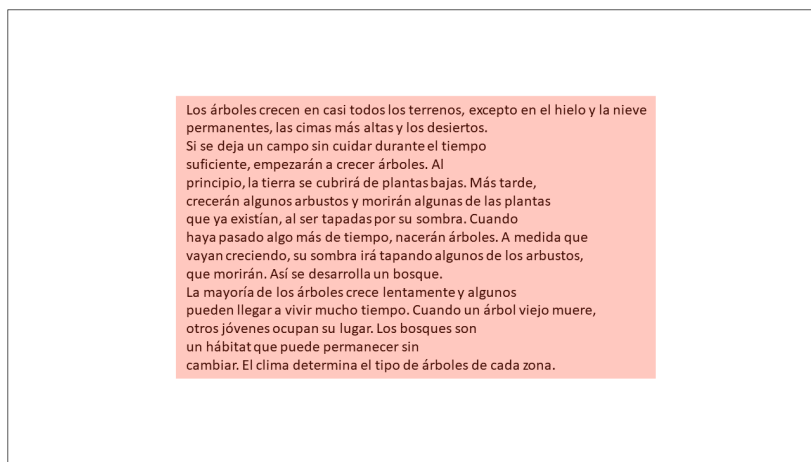 Los árboles crecen en casi todos los terrenos, excepto en el hielo y la nieve
permanentes, las cimas más altas y los desiertos.
Si se deja un campo sin cuidar durante el tiempo
suficiente, empezarán a crecer árboles. Al
principio, la tierra se cubrirá de plantas bajas. Más tarde,
crecerán algunos arbustos y morirán algunas de las plantas
que ya existían, al ser tapadas por su sombra. Cuando
haya pasado algo más de tiempo, nacerán árboles. A medida que
vayan creciendo, su sombra irá tapando algunos de los arbustos,
que morirán. Así se desarrolla un bosque.
La mayoría de los árboles crece lentamente y algunos
pueden llegar a vivir mucho tiempo. Cuando un árbol viejo muere,
otros jóvenes ocupan su lugar. Los bosques son
un hábitat que puede permanecer sin
cambiar. El clima determina el tipo de árboles de cada zona.